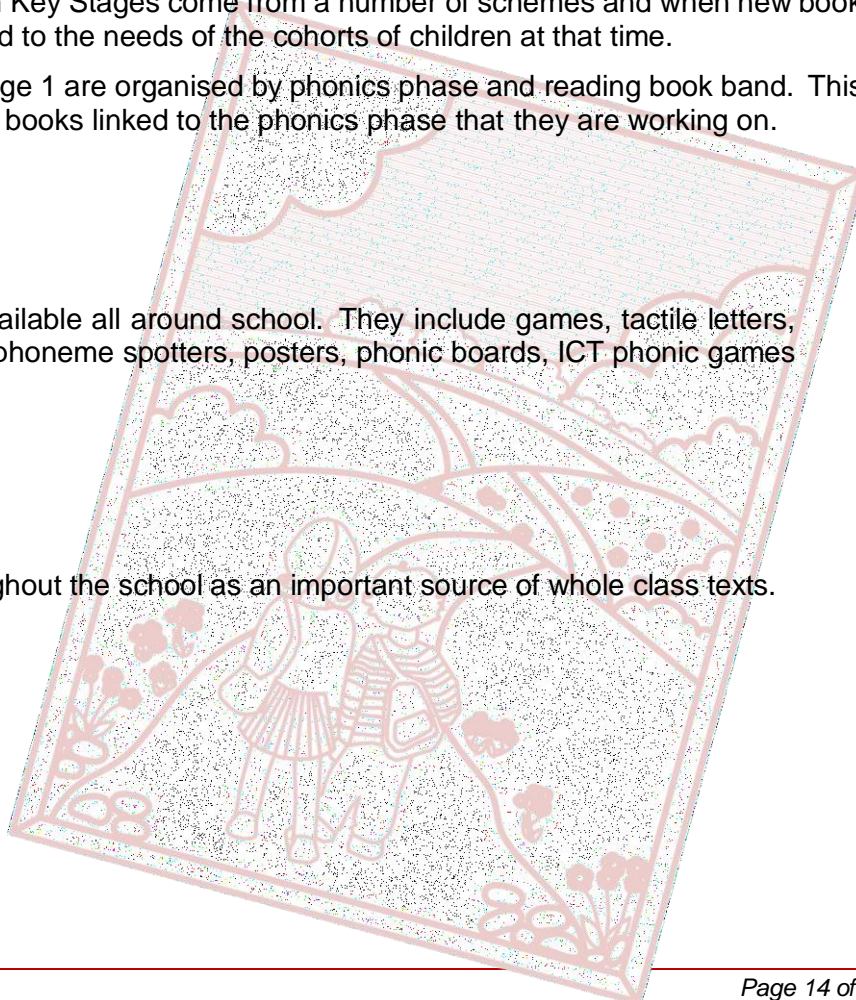 Key Stages come from a number of schemes and when new book
d to the needs of the cohorts of children at that time.
ge 1 are organised by phonics phase and reading book band. This
books linked to the phonics phase that they are working on.
ailable all around school. They include games, tactile letters,
phoneme spotters, posters, phonic boards, ICT phonic games
ghout the school as an important source of whole class texts.
Page 14 of